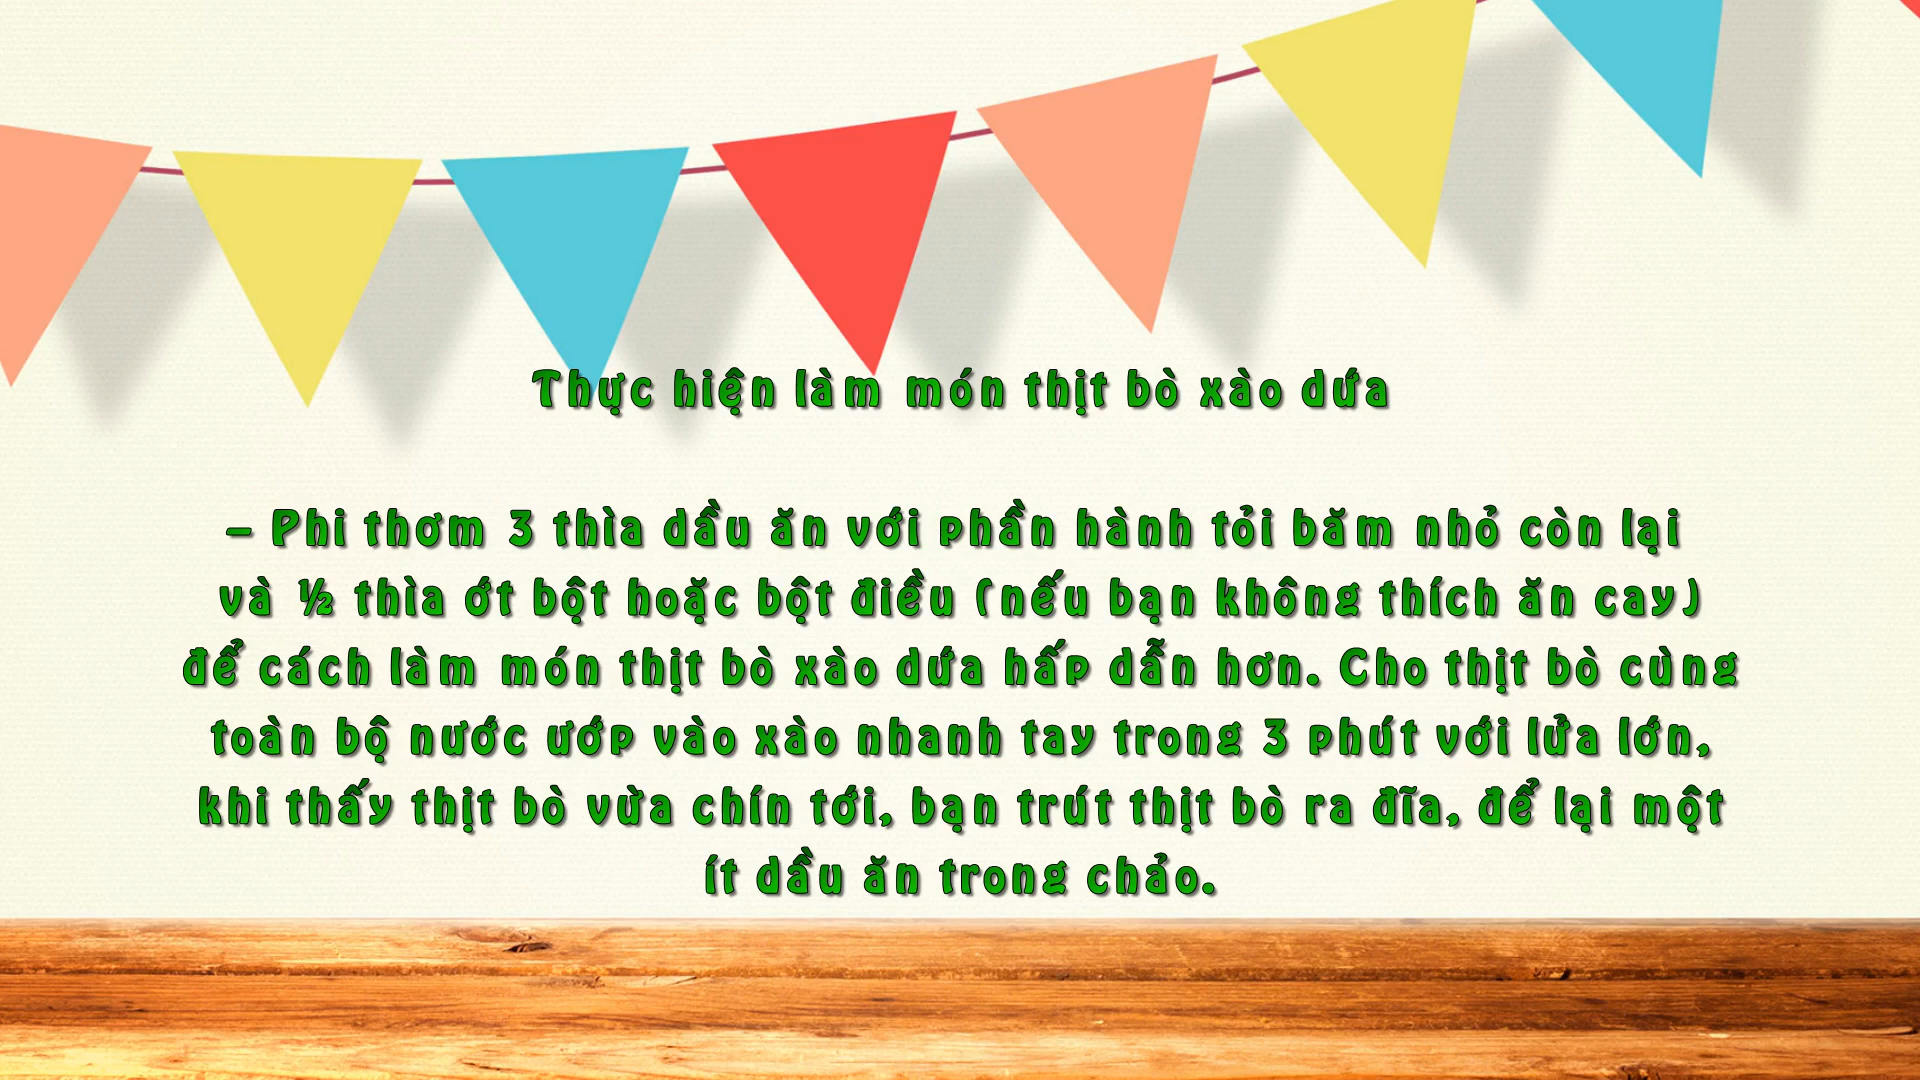 Thực hiện làm món thịt bò xào dứa
– Phi thơm 3 thìa dầu ăn với phần hành tỏi băm nhỏ còn lại
và ½ thìa ớt bột hoặc bột điều (nếu bạn không thích ăn cay)
để cách làm món thịt bò xào dứa hấp dẫn hơn. Cho thịt bò cùng
toàn bộ nước ướp vào xào nhanh tay trong 3 phút với lửa lớn,
khi thấy thịt bò vừa chín tới, bạn trút thịt bò ra đĩa, để lại một
ít dầu ăn trong chảo.